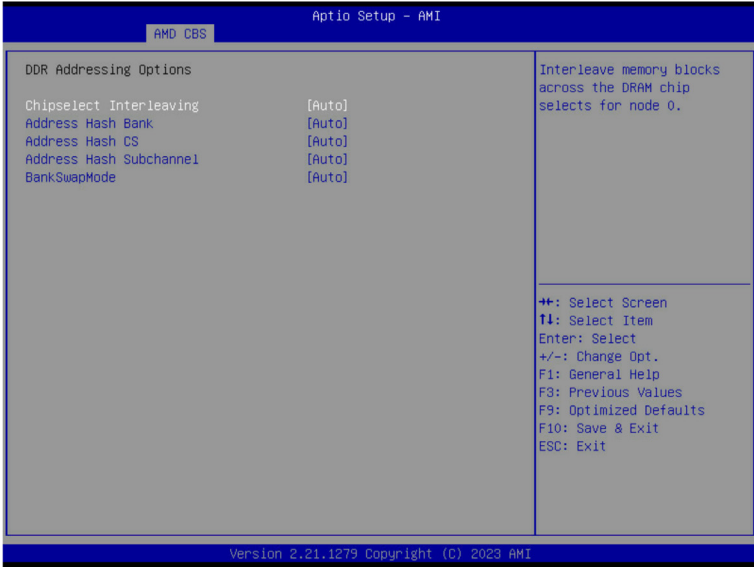 Aptio Setup – AMI
AMD CBS
DDR Addressing Options
Chipselect Interleaving [Auto]
Address Hash Bank [Auto]
Address Hash CS [Auto]
Address Hash Subchannel [Auto]
BankSwapMode [Auto]
Interleave memory blocks
across the DRAM chip
selects for node 0.
→←: Select Screen
↑↓: Select Item
Enter: Select
+/-: Change Opt.
F1: General Help
F3: Previous Values
F9: Optimized Defaults
F10: Save & Exit
ESC: Exit
Version 2.21.1279 Copyright (C) 2023 AMI